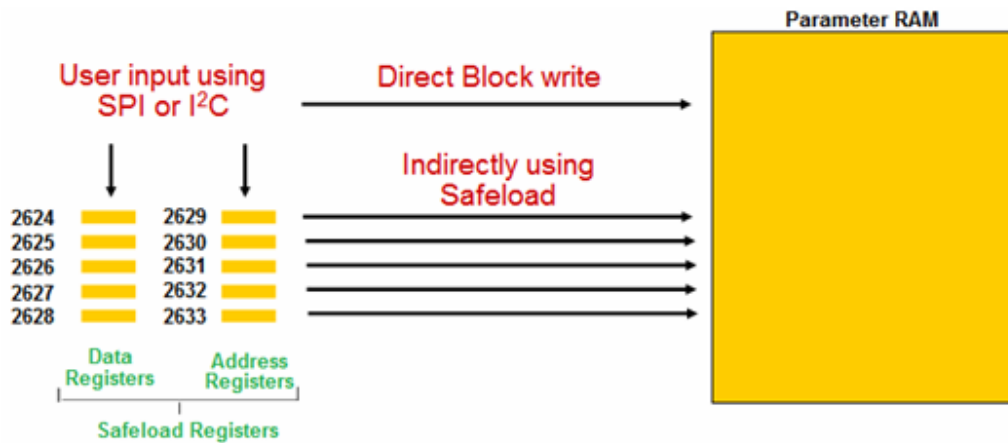 Parameter RAM
User input using
SPI or I²C
Direct Block write
Indirectly using
Safeload
2624 2629
2625 2630
2626 2631
2627 2632
2628 2633
Data
Registers
Address
Registers
Safeload Registers